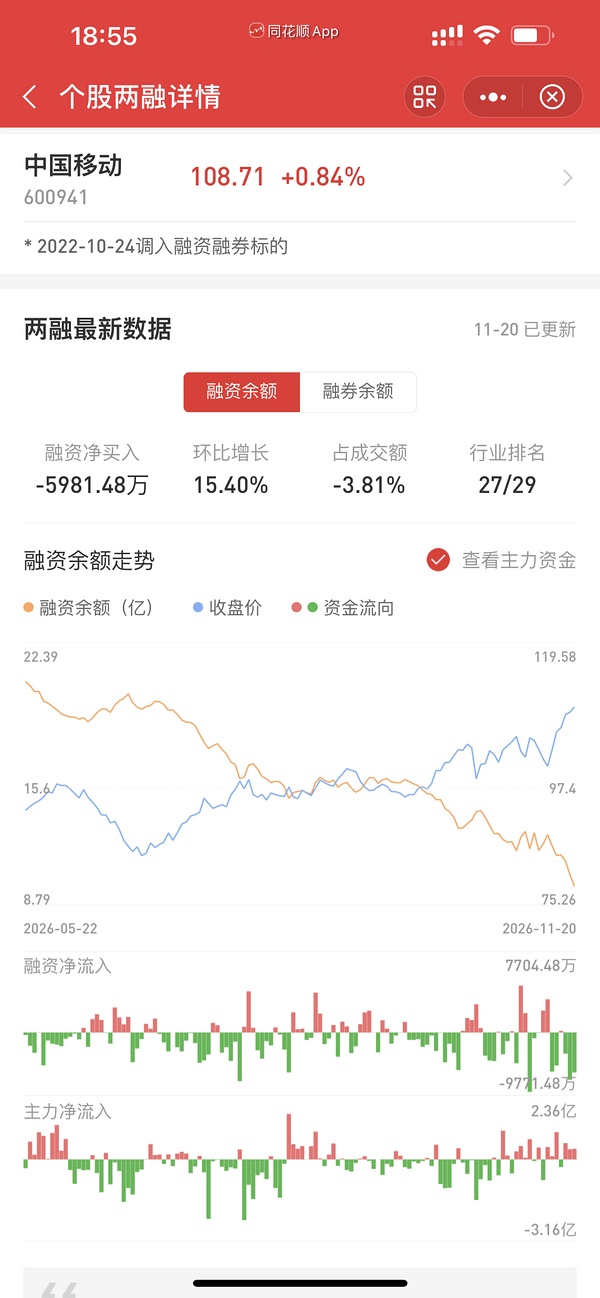 18:55
同花顺App
个股两融详情
中国移动
108.71 +0.84%
600941
* 2022-10-24调入融资融券标的
两融最新数据
11-20 已更新
融资余额 融券余额
融资净买入 环比增长 占成交额 行业排名
-5981.48万 15.40% -3.81% 27/29
融资余额走势
查看主力资金
融资余额（亿） 收盘价 资金流向
22.39 119.58
15.6 97.4
8.79 75.26
2026-05-22 2026-11-20
融资净流入 7704.48万
-9771.48万
主力净流入 2.36亿
-3.16亿